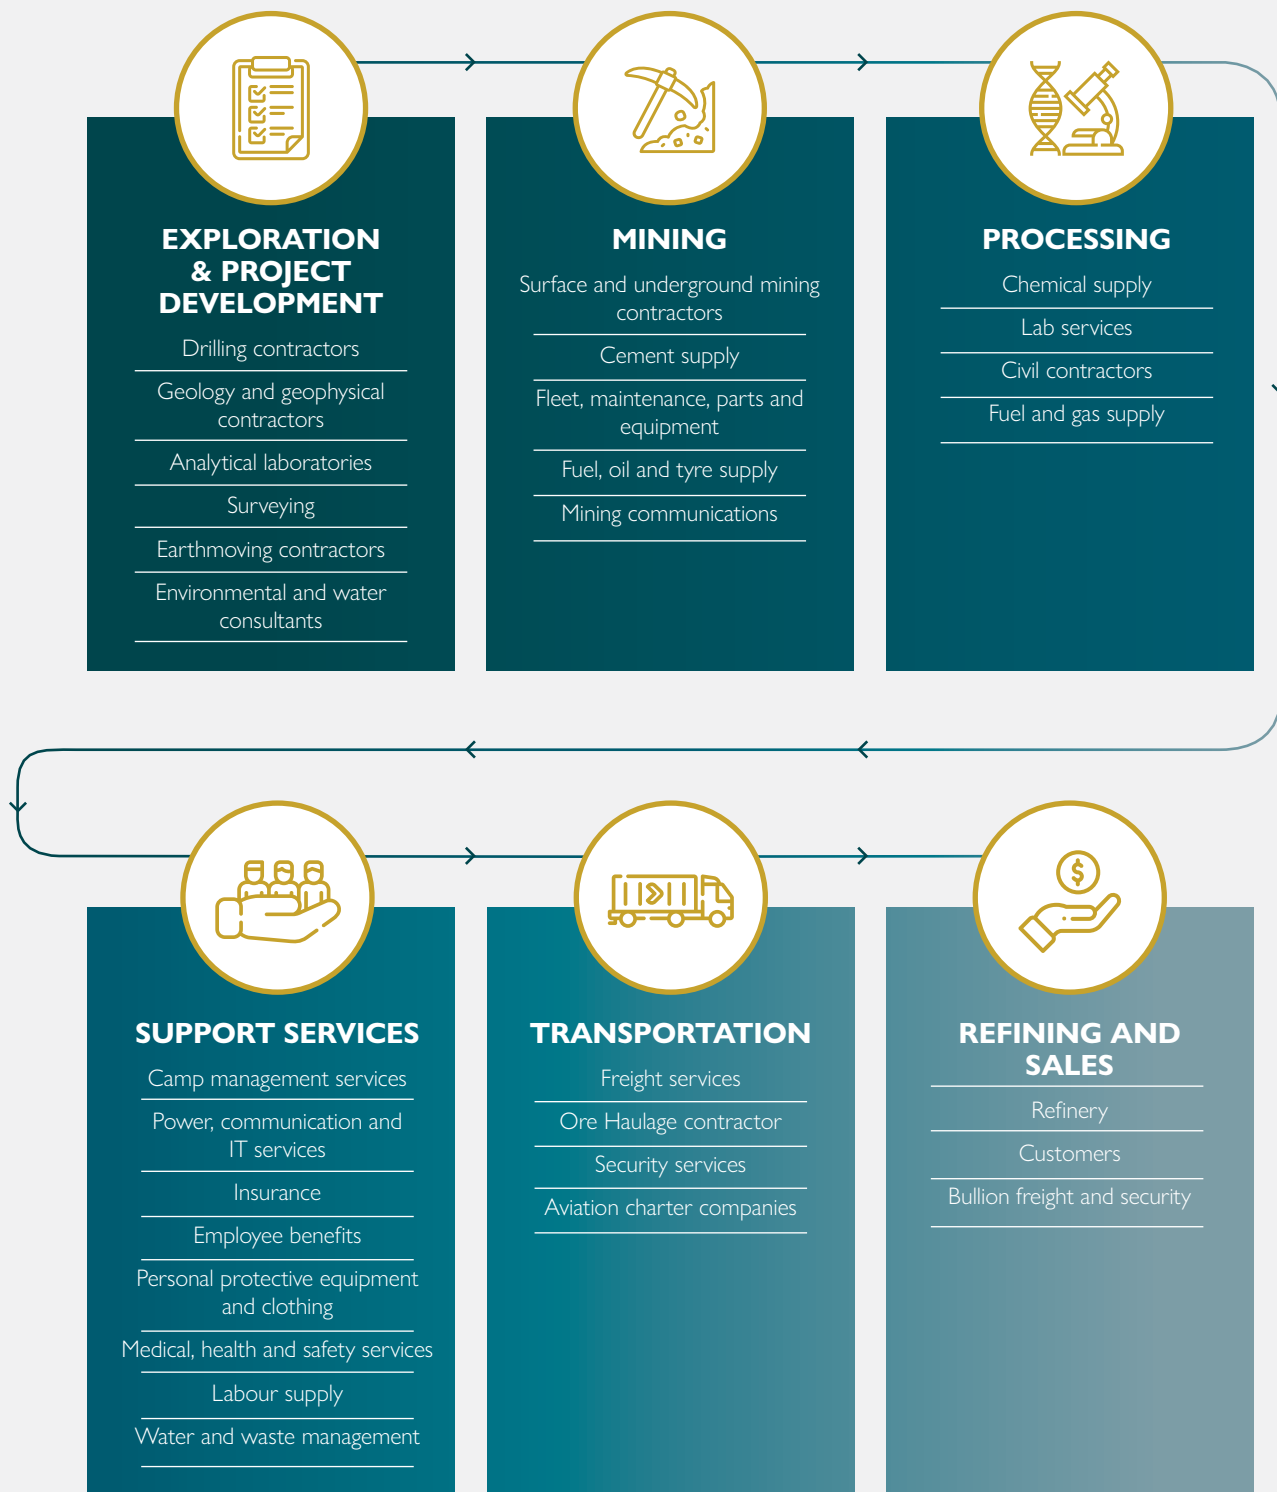 EXPLORATION
& PROJECT
DEVELOPMENT
Drilling contractors
Geology and geophysical
contractors
Analytical laboratories
Surveying
Earthmoving contractors
Environmental and water
consultants
MINING
Surface and underground mining
contractors
Cement supply
Fleet, maintenance, parts and
equipment
Fuel, oil and tyre supply
Mining communications
PROCESSING
Chemical supply
Lab services
Civil contractors
Fuel and gas supply
SUPPORT SERVICES
Camp management services
Power, communication and
IT services
Insurance
Employee benefits
Personal protective equipment
and clothing
Medical, health and safety services
Labour supply
Water and waste management
TRANSPORTATION
Freight services
Ore Haulage contractor
Security services
Aviation charter companies
$
REFINING AND
SALES
Refinery
Customers
Bullion freight and security